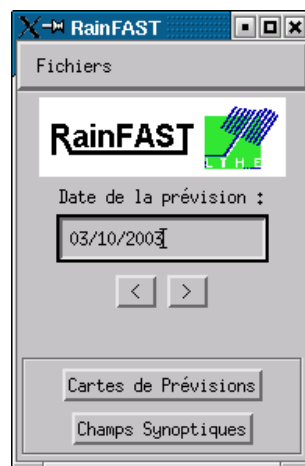 RainFAST
Fichiers
RainFAST
LTHE
Date de la prévision :
03/10/2003
< >
Cartes de Prévisions
Champs Synoptiques